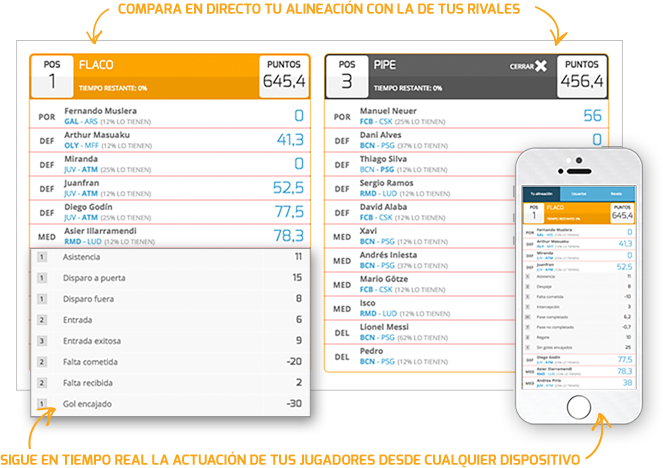 COMPARA EN DIRECTO TU ALINEACIÓN CON LA DE TUS RIVALES
POS
1
FLACO
TIEMPO RESTANTE: 0%
PUNTOS
645,4
POR
Fernando Muslera
GAL - ARS (12% LO TIENEN)
0
DEF
Arthur Masuaku
OLY - MFF (12% LO TIENEN)
41,3
DEF
Miranda
JUV - ATM (25% LO TIENEN)
0
DEF
Juanfran
JUV - ATM (12% LO TIENEN)
52,5
DEF
Diego Godín
JUV - ATM (25% LO TIENEN)
77,5
MED
Asier Illarramendi
RMD - LUD (12% LO TIENEN)
78,3
1 Asistencia 11
1 Disparo a puerta 15
1 Disparo fuera 8
2 Entrada 6
3 Entrada exitosa 9
2 Falta cometida -20
2 Falta recibida 2
1 Gol encajado -30
POS
3
PIPE
CERRAR
TIEMPO RESTANTE: 0%
PUNTOS
456,4
POR
Manuel Neuer
FCB - CSK (25% LO TIENEN)
56
DEF
Dani Alves
BCN - PSG (37% LO TIENEN)
0
DEF
Thiago Silva
BCN - PSG (12% LO TIENEN)
DEF
Sergio Ramos
RMD - LUD (25% LO TIENEN)
DEF
David Alaba
FCB - CSK (12% LO TIENEN)
MED
Xavi
BCN - PSG (12% LO TIENEN)
MED
Andrés Iniesta
BCN - PSG (37% LO TIENEN)
MED
Mario Götze
FCB - CSK (12% LO TIENEN)
MED
Isco
RMD - LUD (12% LO TIENEN)
DEL
Lionel Messi
BCN - PSG (62% LO TIENEN)
DEL
Pedro
BCN - PSG (12% LO TIENEN)
Tu alineación Usuarios
POS
1
FLACO
TIEMPO RESTANTE: 0%
PUNTOS
645,4
POR
Fernando Muslera
0
DEF
Arthur Masuaku
41,3
DEF
Miranda
0
DEF
Juanfran
52,5
Asistencia 11
Despeje 8
Falta cometida -10
Intercepción 3
Pase completado 6,2
Pase no completado -0,7
Regate 10
Sin goles encajados 25
DEF
Diego Godín
77,5
MED
Asier Illarramendi
78,3
MED
Andrea Pirlo
38
SIGUE EN TIEMPO REAL LA ACTUACIÓN DE TUS JUGADORES DESDE CUALQUIER DISPOSITIVO